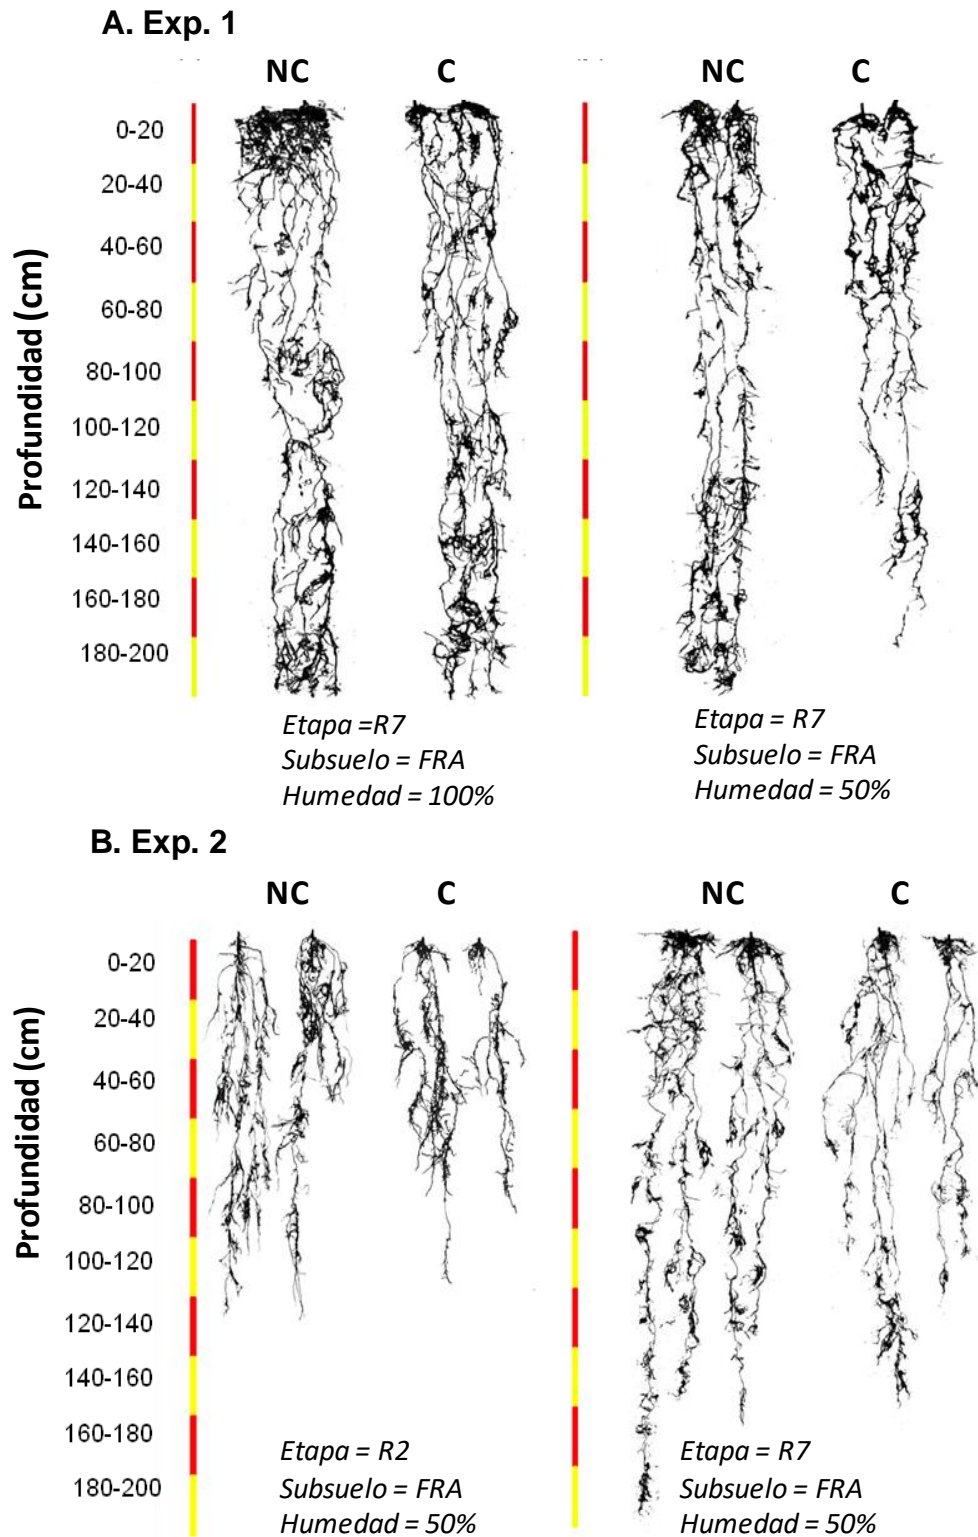 A. Exp. 1
NC C NC C
Profundidad (cm)
0-20
20-40
40-60
60-80
80-100
100-120
120-140
140-160
160-180
180-200
Etapa =R7
Subsuelo = FRA
Humedad = 100%
Etapa = R7
Subsuelo = FRA
Humedad = 50%
B. Exp. 2
NC C NC C
Profundidad (cm)
0-20
20-40
40-60
60-80
80-100
100-120
120-140
140-160
160-180
180-200
Etapa = R2
Subsuelo = FRA
Humedad = 50%
Etapa = R7
Subsuelo = FRA
Humedad = 50%